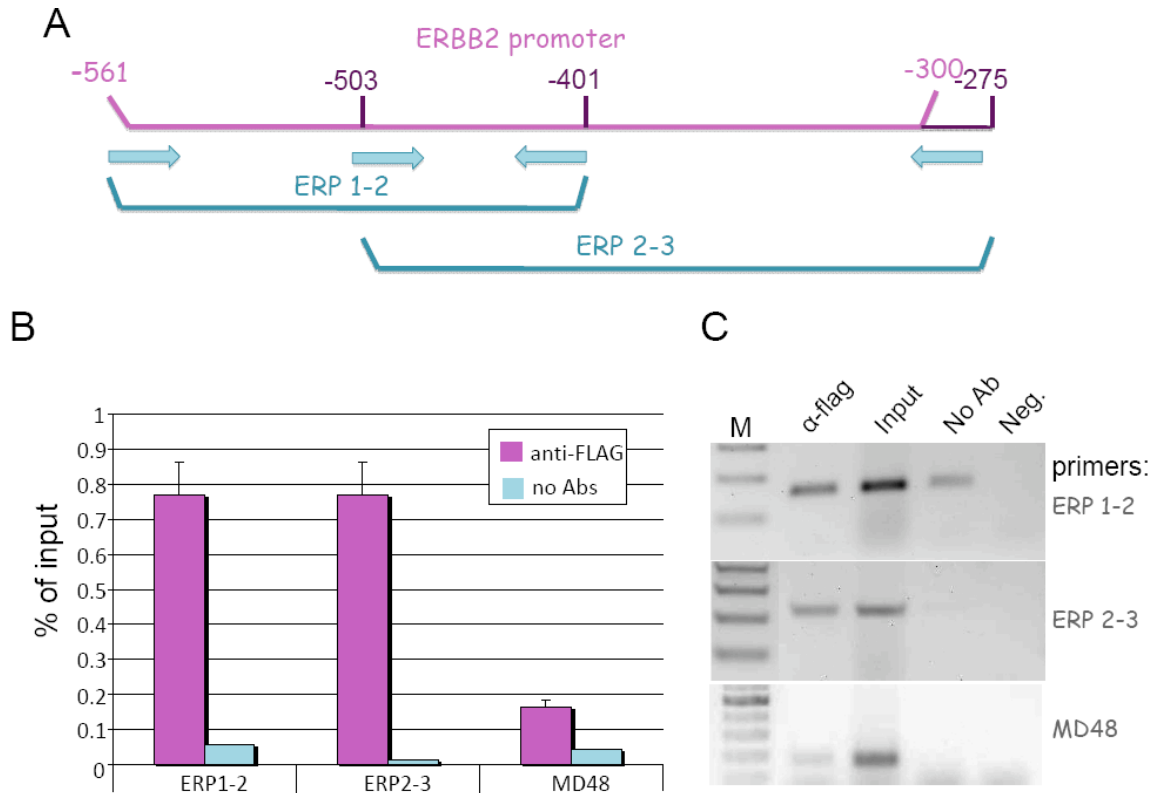 A
ERBB2 promoter
-561
-503
-401
-300
-275
ERP 1-2
ERP 2-3
B
% of input
1
0.9
0.8
0.7
0.6
0.5
0.4
0.3
0.2
0.1
0
anti-FLAG
no Abs
ERP1-2
ERP2-3
MD48
C
M
α-flag
Input
No Ab
Neg.
primers:
ERP 1-2
ERP 2-3
MD48